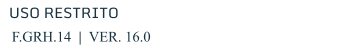 USO RESTRITO
F.GRH.14 | VER. 16.0